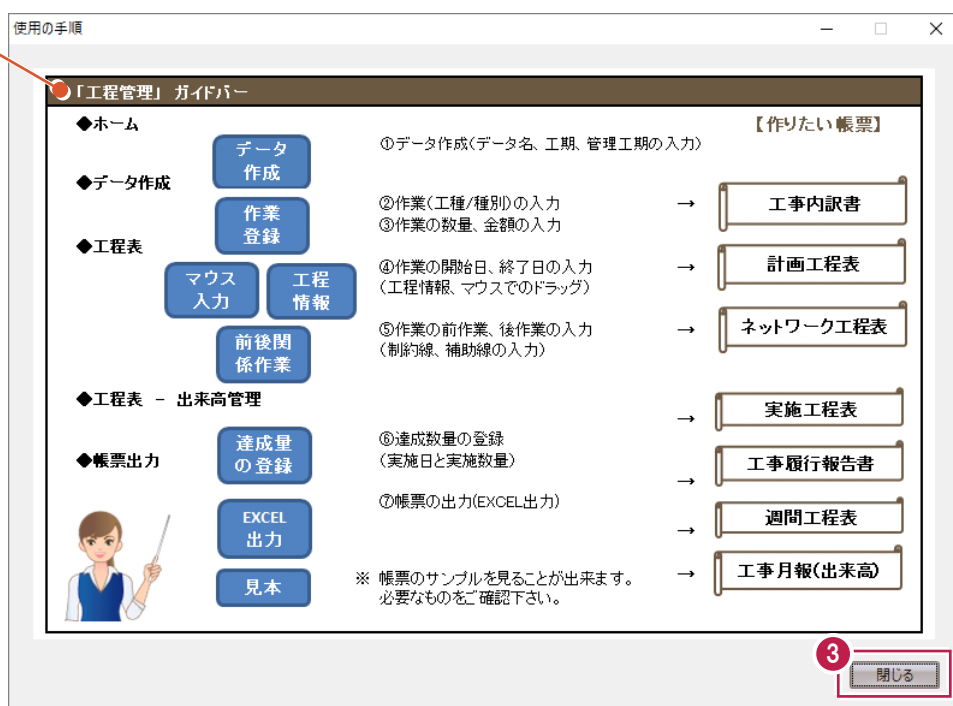 使用の手順
「工程管理」 ガイドバー
◆ホーム
【作りたい帳票】
データ
作成
①データ作成(データ名、工期、管理工期の入力)
◆データ作成
作業
登録
②作業(工種/種別)の入力
→
工事内訳書
③作業の数量、金額の入力
◆工程表
マウス
入力
工程
情報
④作業の開始日、終了日の入力
→
計画工程表
(工程情報、マウスでのドラッグ)
前後関
係作業
⑤作業の前作業、後作業の入力
→
ネットワーク工程表
(制約線、補助線の入力)
◆工程表 － 出来高管理
→
実施工程表
◆帳票出力
達成量
の登録
⑥達成数量の登録
(実施日と実施数量)
→
工事履行報告書
EXCEL
出力
⑦帳票の出力(EXCEL出力)
→
週間工程表
見本
※ 帳票のサンプルを見ることが出来ます。
必要なものをご確認下さい。
→
工事月報(出来高)
3
閉じる